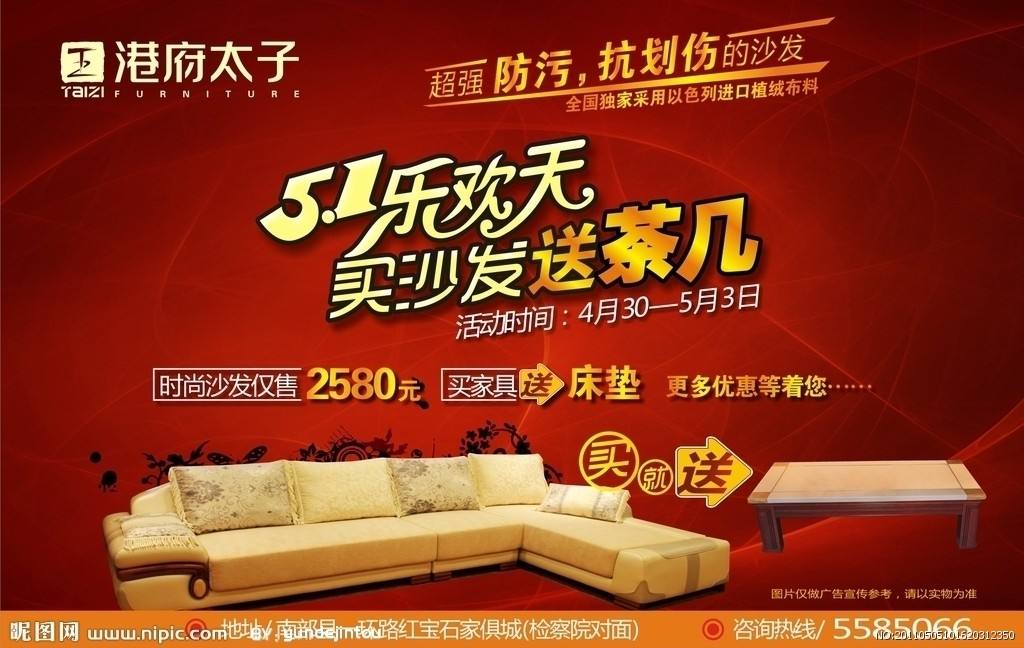 港府太子
TAIZI FURNITURE
超强 防污，抗划伤的沙发
全国独家采用以色列进口植绒布料
5.1乐欢天
买沙发送茶几
活动时间：4月30—5月3日
时尚沙发仅售 2580元 买家具送 床垫 更多优惠等着您……
买就送
图片仅做广告宣传参考，请以实物为准
地址/南部县一环路红宝石家俱城(检察院对面) 咨询热线/5585066
昵图网 www.nipic.com BY: gundejintou NO:20110505101620312350